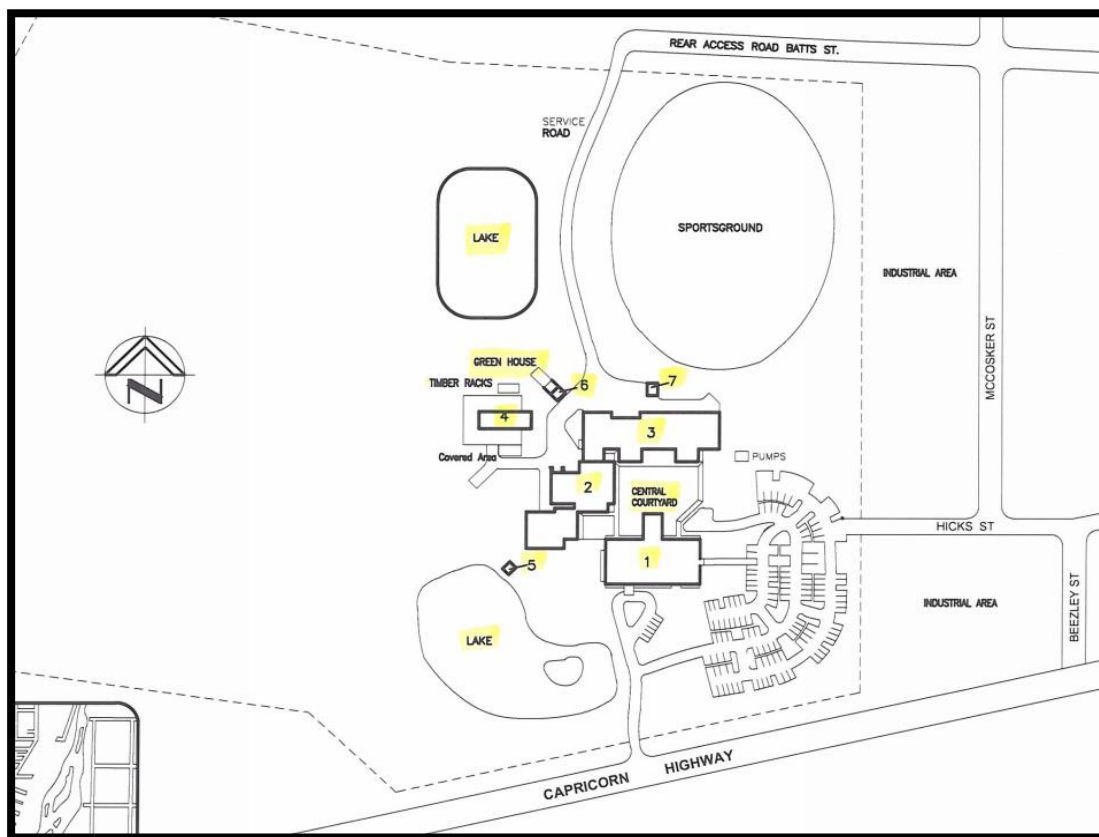 REAR ACCESS ROAD BATTS ST.
SERVICE
ROAD
LAKE
SPORTSGROUND
INDUSTRIAL AREA
MCCOSKER ST
N
GREEN HOUSE
TIMBER RACKS
6
7
4
3
Covered Area
PUMPS
2
CENTRAL
COURTYARD
HICKS ST
5
1
BEEZLEY ST
INDUSTRIAL AREA
LAKE
CAPRICORN HIGHWAY